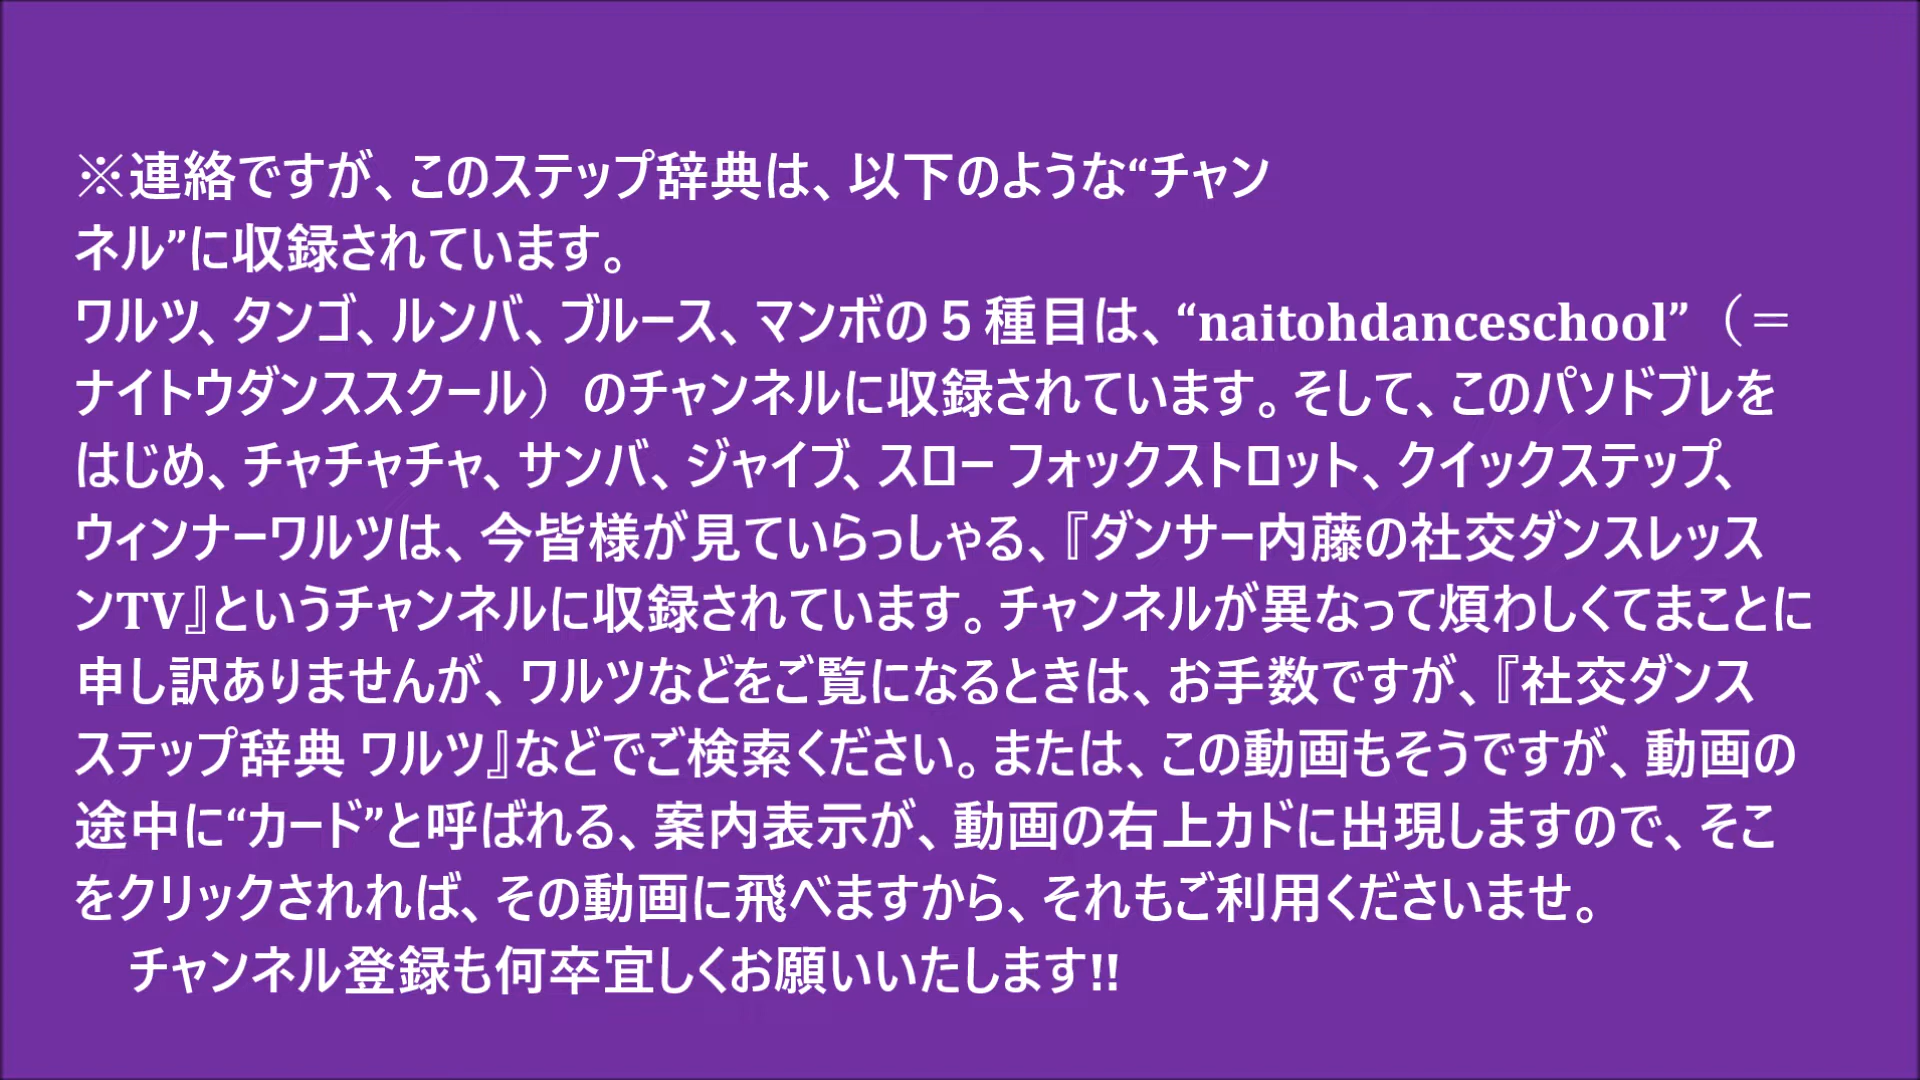 ※連絡ですが、このステップ辞典は、以下のような“チャン
ネル”に収録されています。
ワルツ、タンゴ、ルンバ、ブルース、マンボの５種目は、“naitohdanceschool”（＝
ナイトウダンススクール）のチャンネルに収録されています。そして、このパソドブレを
はじめ、チャチャチャ、サンバ、ジャイブ、スロー フォックストロット、クイックステップ、
ウィンナーワルツは、今皆様が見ていらっしゃる、『ダンサー内藤の社交ダンスレッス
ンTV』というチャンネルに収録されています。チャンネルが異なって煩わしくてまことに
申し訳ありませんが、ワルツなどをご覧になるときは、お手数ですが、『社交ダンス
ステップ辞典 ワルツ』などでご検索ください。または、この動画もそうですが、動画の
途中に“カード”と呼ばれる、案内表示が、動画の右上カドに出現しますので、そこ
をクリックされれば、その動画に飛べますから、それもご利用くださいませ。
チャンネル登録も何卒宜しくお願いいたします!!